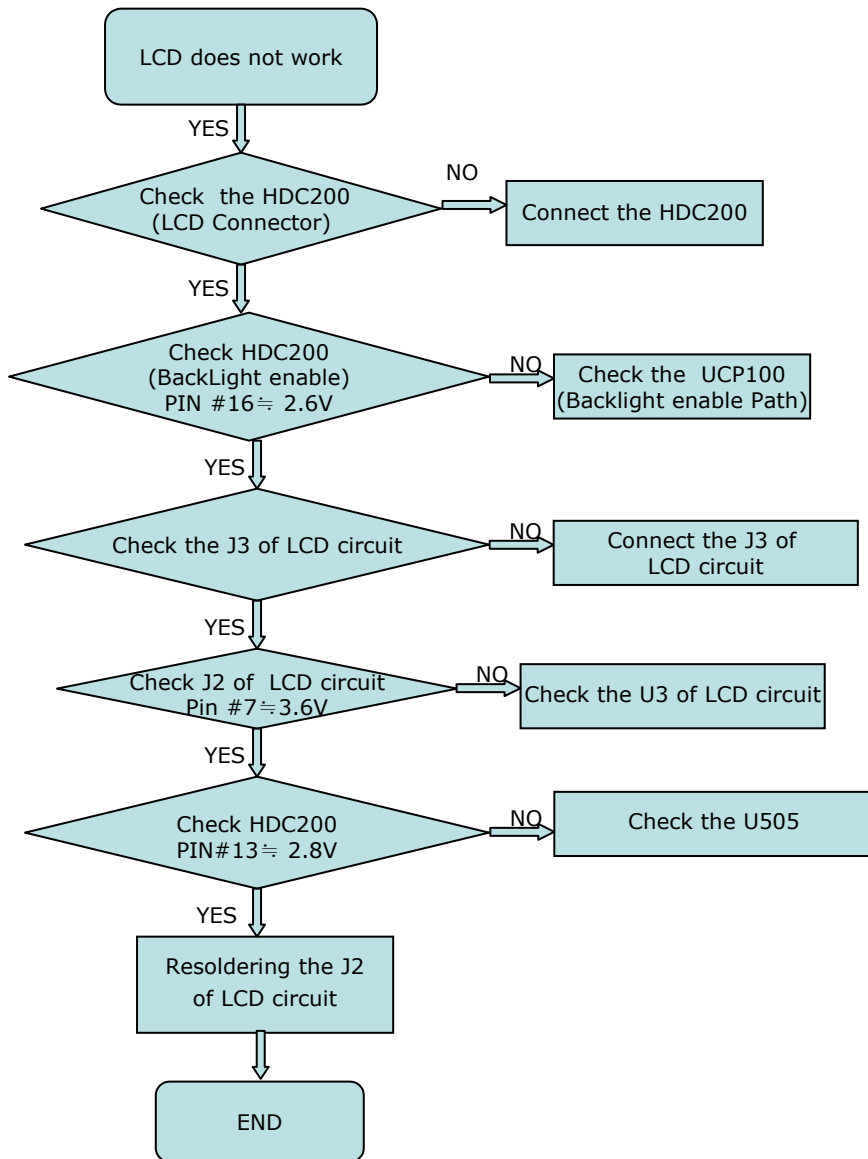 LCD does not work
YES
Check the HDC200
(LCD Connector)
NO
Connect the HDC200
YES
Check HDC200
(BackLight enable)
PIN #16≒ 2.6V
NO
Check the UCP100
(Backlight enable Path)
YES
Check the J3 of LCD circuit
NO
Connect the J3 of
LCD circuit
YES
Check J2 of LCD circuit
Pin #7≒3.6V
NO
Check the U3 of LCD circuit
YES
Check HDC200
PIN#13≒ 2.8V
NO
Check the U505
YES
Resoldering the J2
of LCD circuit
END